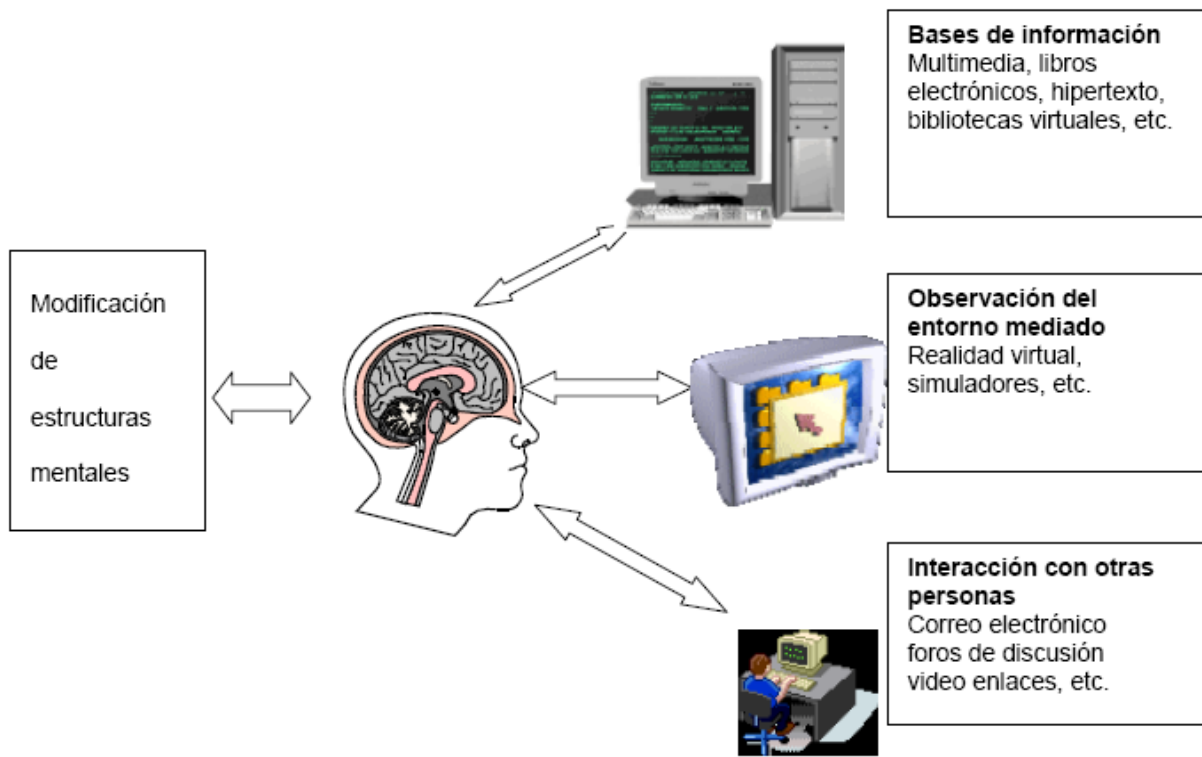 Bases de información
Multimedia, libros
electrónicos, hipertexto,
bibliotecas virtuales, etc.
Modificación
de
estructuras
mentales
Observación del
entorno mediado
Realidad virtual,
simuladores, etc.
Interacción con otras
personas
Correo electrónico
foros de discusión
video enlaces, etc.